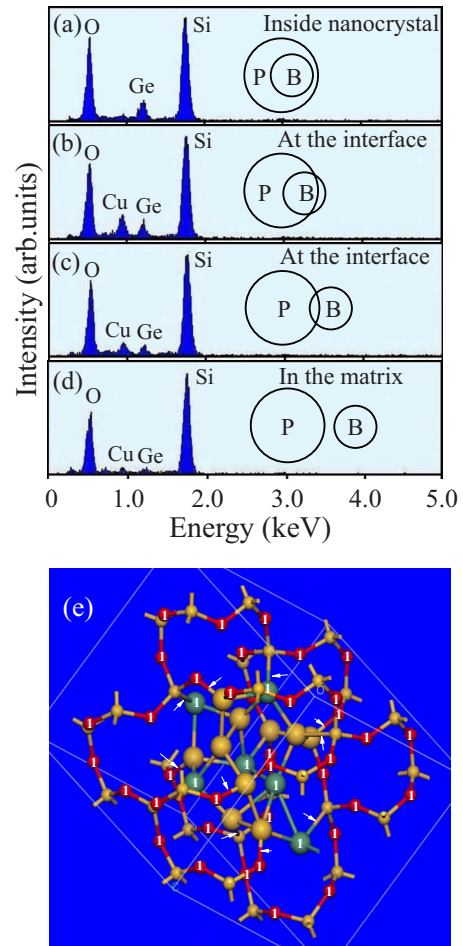 (a)
O
Ge
Si
Inside nanocrystal
P B
(b)
O
Cu
Ge
Si
At the interface
P B
(c)
O
Cu
Ge
Si
At the interface
P B
(d)
O
Cu
Ge
Si
In the matrix
P B
Intensity (arb.units)
0 1.0 2.0 3.0 4.0 5.0
Energy (keV)
(e)